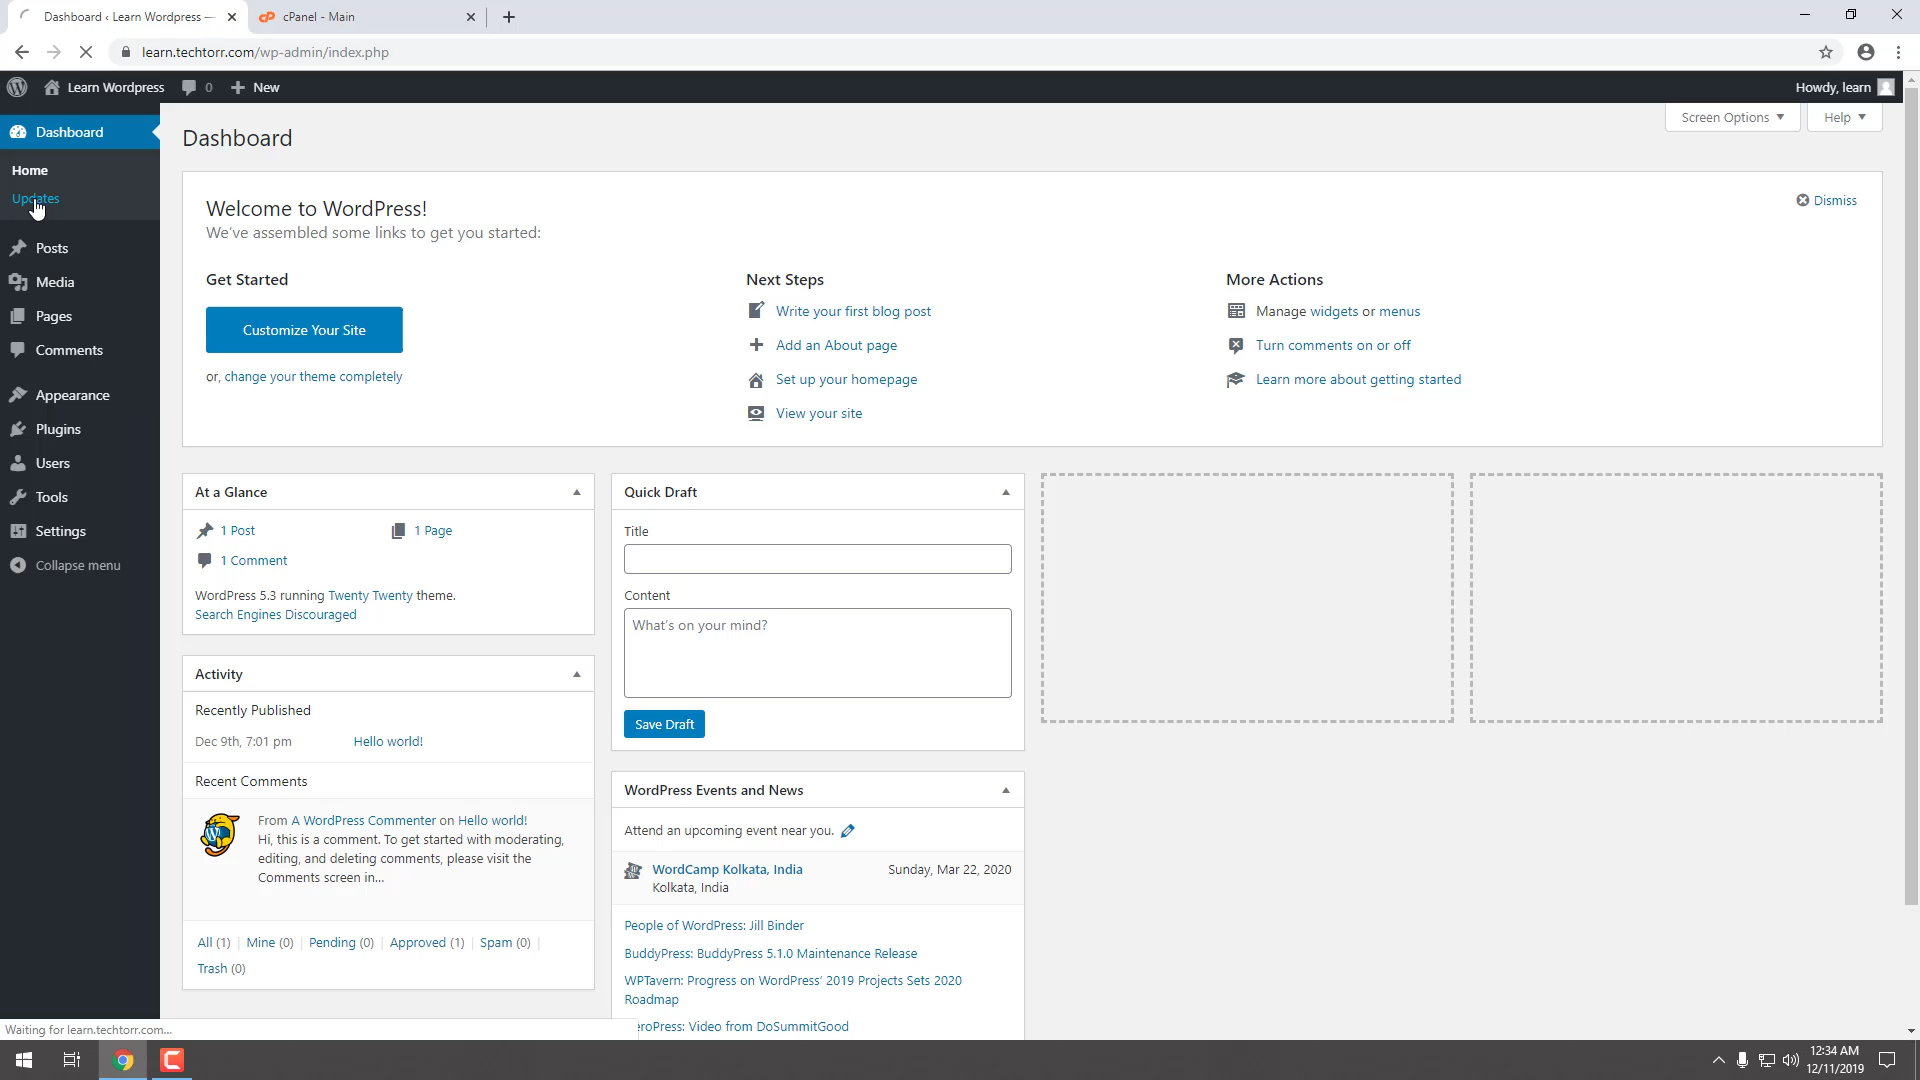 Dashboard ‹ Learn Wordpress —
cPanel - Main
learn.techtorr.com/wp-admin/index.php
Learn Wordpress
0
New
Howdy, learn
Dashboard
Home
Updates
Posts
Media
Pages
Comments
Appearance
Plugins
Users
Tools
Settings
Collapse menu
Dashboard
Screen Options
Help
Welcome to WordPress!
We've assembled some links to get you started:
Dismiss
Get Started
Customize Your Site
or, change your theme completely
Next Steps
Write your first blog post
Add an About page
Set up your homepage
View your site
More Actions
Manage widgets or menus
Turn comments on or off
Learn more about getting started
At a Glance
1 Post
1 Page
1 Comment
WordPress 5.3 running Twenty Twenty theme.
Search Engines Discouraged
Activity
Recently Published
Dec 9th, 7:01 pm
Hello world!
Recent Comments
From A WordPress Commenter on Hello world!
Hi, this is a comment. To get started with moderating,
editing, and deleting comments, please visit the
Comments screen in...
All (1) | Mine (0) | Pending (0) | Approved (1) | Spam (0) |
Trash (0)
Quick Draft
Title
Content
What's on your mind?
Save Draft
WordPress Events and News
Attend an upcoming event near you.
WordCamp Kolkata, India
Sunday, Mar 22, 2020
Kolkata, India
People of WordPress: Jill Binder
BuddyPress: BuddyPress 5.1.0 Maintenance Release
WPTavern: Progress on WordPress' 2019 Projects Sets 2020
Roadmap
eroPress: Video from DoSummitGood
Waiting for learn.techtorr.com...
12:34 AM
12/11/2019